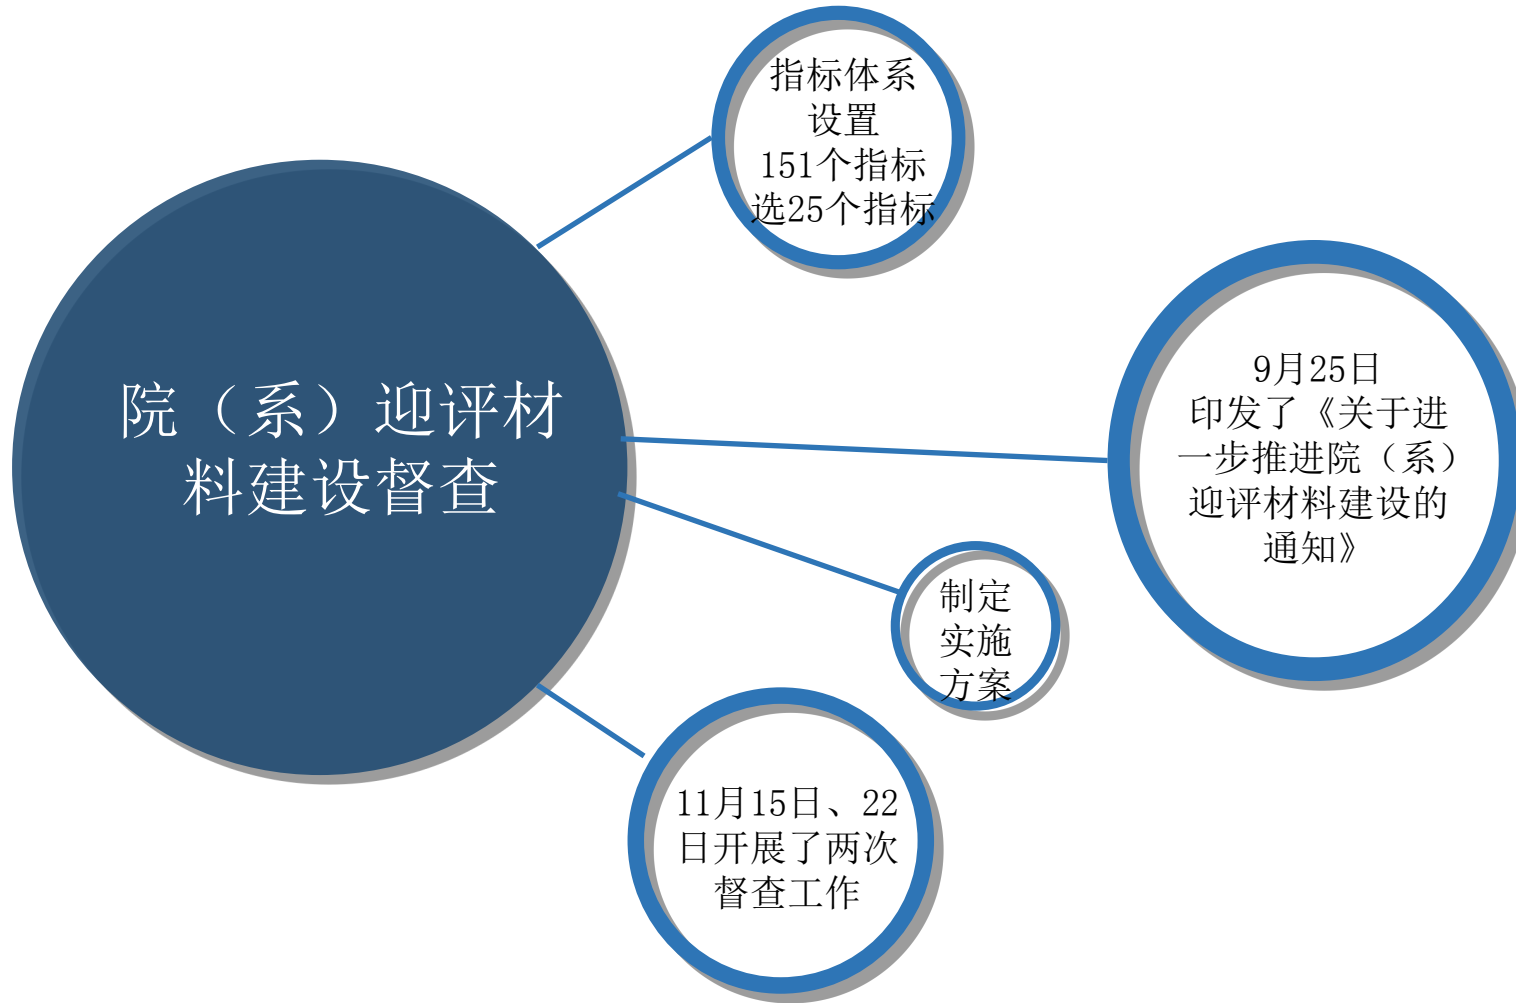 院（系）迎评材
料建设督查
指标体系
设置
151个指标
选25个指标
9月25日
印发了《关于进
一步推进院（系）
迎评材料建设的
通知》
制定
实施
方案
11月15日、22
日开展了两次
督查工作